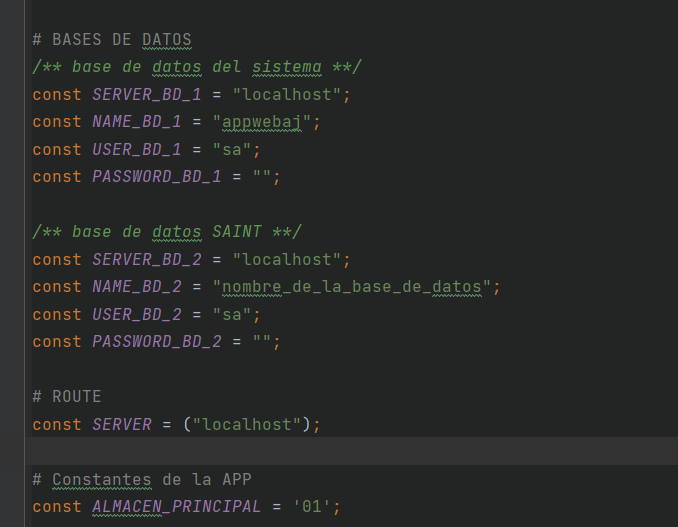 # BASES DE DATOS
/** base de datos del sistema **/
const SERVER_BD_1 = "localhost";
const NAME_BD_1 = "appwebaj";
const USER_BD_1 = "sa";
const PASSWORD_BD_1 = "";
/** base de datos SAINT **/
const SERVER_BD_2 = "localhost";
const NAME_BD_2 = "nombre_de_la_base_de_datos";
const USER_BD_2 = "sa";
const PASSWORD_BD_2 = "";
# ROUTE
const SERVER = ("localhost");
# Constantes de la APP
const ALMACEN_PRINCIPAL = '01';